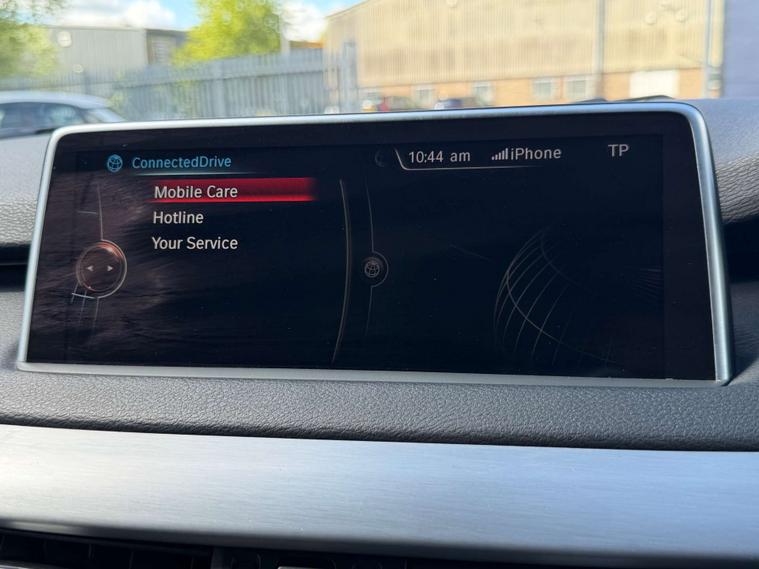 ConnectedDrive
10:44 am iPhone TP
Mobile Care
Hotline
Your Service